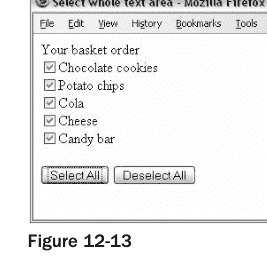 Select whole text area - Mozilla Firefox
File Edit View History Bookmarks Tools
Your basket order
Chocolate cookies
Potato chips
Cola
Cheese
Candy bar
Select All Deselect All
Figure 12-13